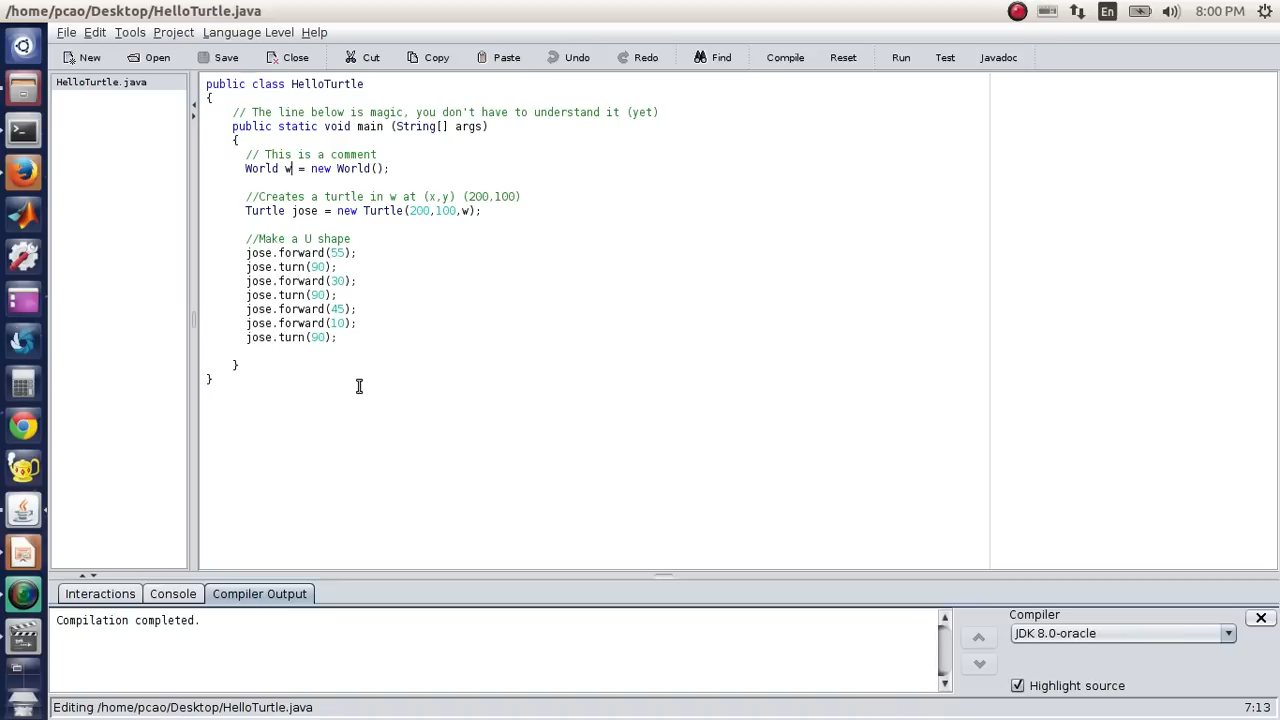 /home/pcao/Desktop/HelloTurtle.java
En
8:00 PM
File Edit Tools Project Language Level Help
New Open Save Close Cut Copy Paste Undo Redo Find Compile Reset Run Test Javadoc
HelloTurtle.java
public class HelloTurtle
{
// The line below is magic, you don't have to understand it (yet)
public static void main (String[] args)
{
// This is a comment
World w = new World();
//Creates a turtle in w at (x,y) (200,100)
Turtle jose = new Turtle(200,100,w);
//Make a U shape
jose.forward(55);
jose.turn(90);
jose.forward(30);
jose.turn(90);
jose.forward(45);
jose.forward(10);
jose.turn(90);
}
}
Interactions Console Compiler Output
Compilation completed.
Compiler
JDK 8.0-oracle
Highlight source
Editing /home/pcao/Desktop/HelloTurtle.java
7:13